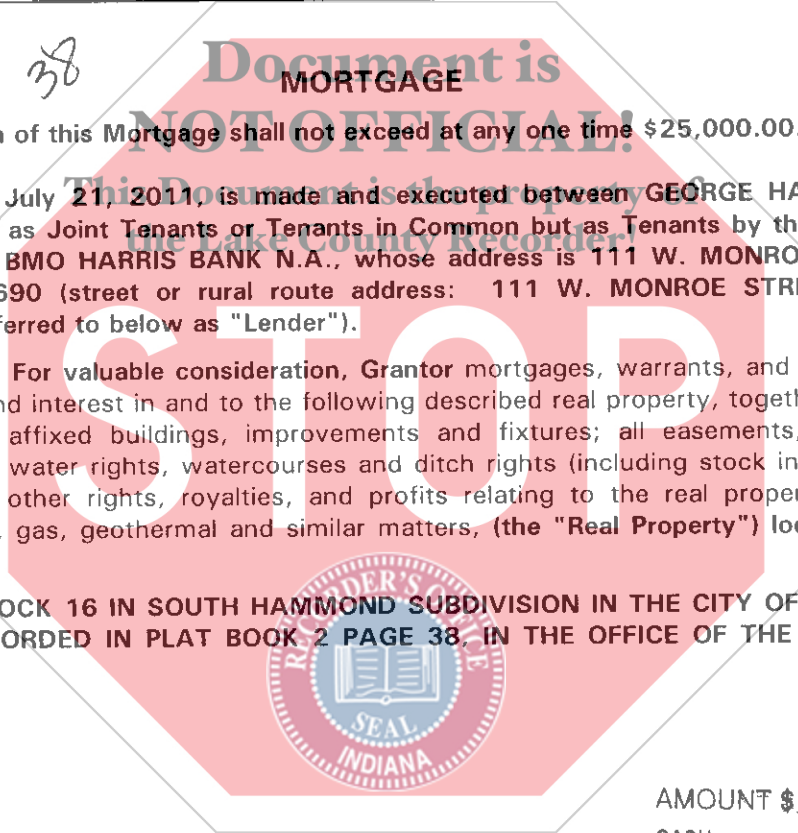 38
Document is
MORTGAGE
NOT OFFICIAL!
of this Mortgage shall not exceed at any one time $25,000.00.
This Document is the property of
July 21, 2011, is made and executed between GEORGE HA
as Joint Tenants or Tenants in Common but as Tenants by th
the Lake County Recorder!
BMO HARRIS BANK N.A., whose address is 111 W. MONRO
690 (street or rural route address: 111 W. MONROE STR
ferred to below as "Lender").
STOP
For valuable consideration, Grantor mortgages, warrants, and
nd interest in and to the following described real property, togeth
affixed buildings, improvements and fixtures; all easements,
water rights, watercourses and ditch rights (including stock in
other rights, royalties, and profits relating to the real proper
, gas, geothermal and similar matters, (the "Real Property") loc
OCK 16 IN SOUTH HAMMOND SUBDIVISION IN THE CITY OF
ORDED IN PLAT BOOK 2 PAGE 38, IN THE OFFICE OF THE
RECORDER'S OFFICE
SEAL
INDIANA
AMOUNT $